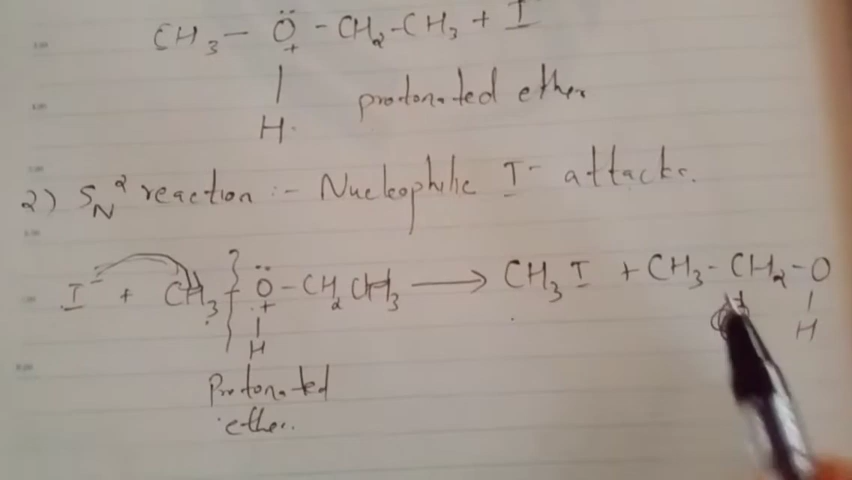 CH₃ – Ö – CH₂–CH₃ + I⁻
+
|
H.
protonated ether
2) SN² reaction :– Nucleophilic I⁻ attacks.
I⁻ + CH₃ – Ö – CH₂CH₃ ⟶ CH₃I + CH₃–CH₂–O
+
| |
H H
Protonated
ether.